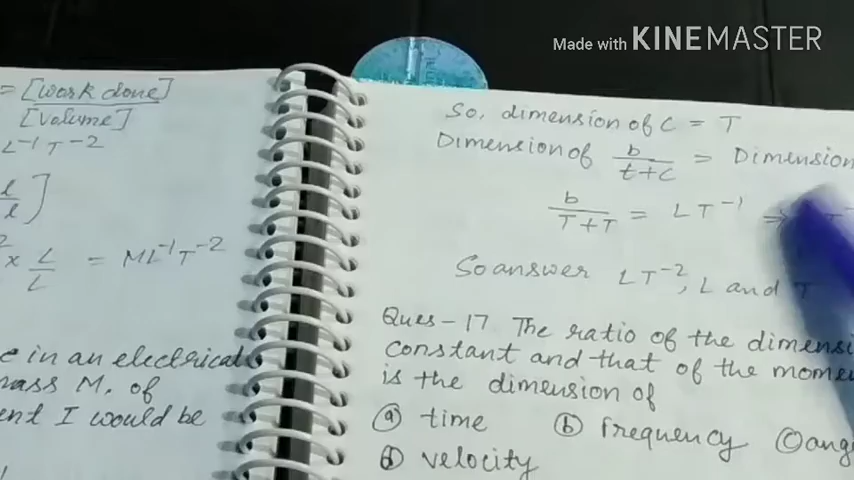 Made with KINEMASTER
= [work done]
[Volume]
L⁻¹T⁻²
l
l ]
² x L/L = ML⁻¹T⁻²
e in an electrical
mass M. of
ent I would be
So, dimension of C = T
Dimension of b/t+C = Dimension
b/T+T = LT⁻¹ ⇒
So answer LT⁻², L and T
Ques-17 The ratio of the dimensi
constant and that of the mome
is the dimension of
(a) time (b) frequency (c) ang
(d) velocity